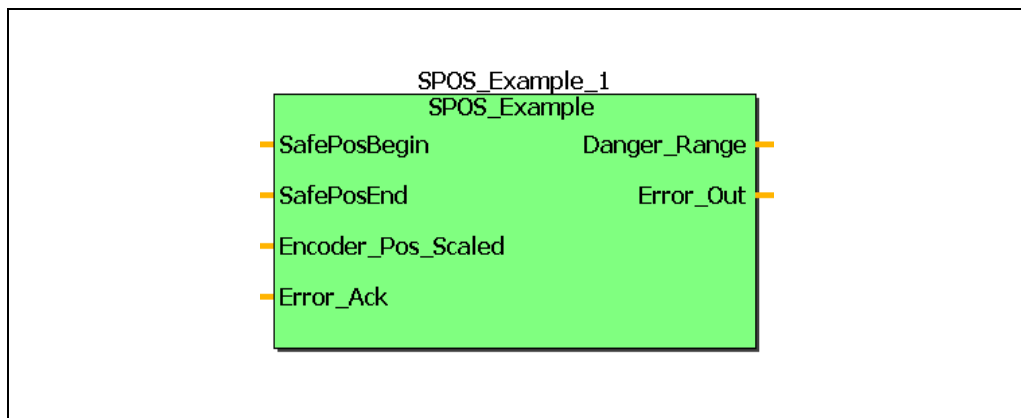 SPOS_Example_1
SPOS_Example
SafePosBegin Danger_Range
SafePosEnd Error_Out
Encoder_Pos_Scaled
Error_Ack